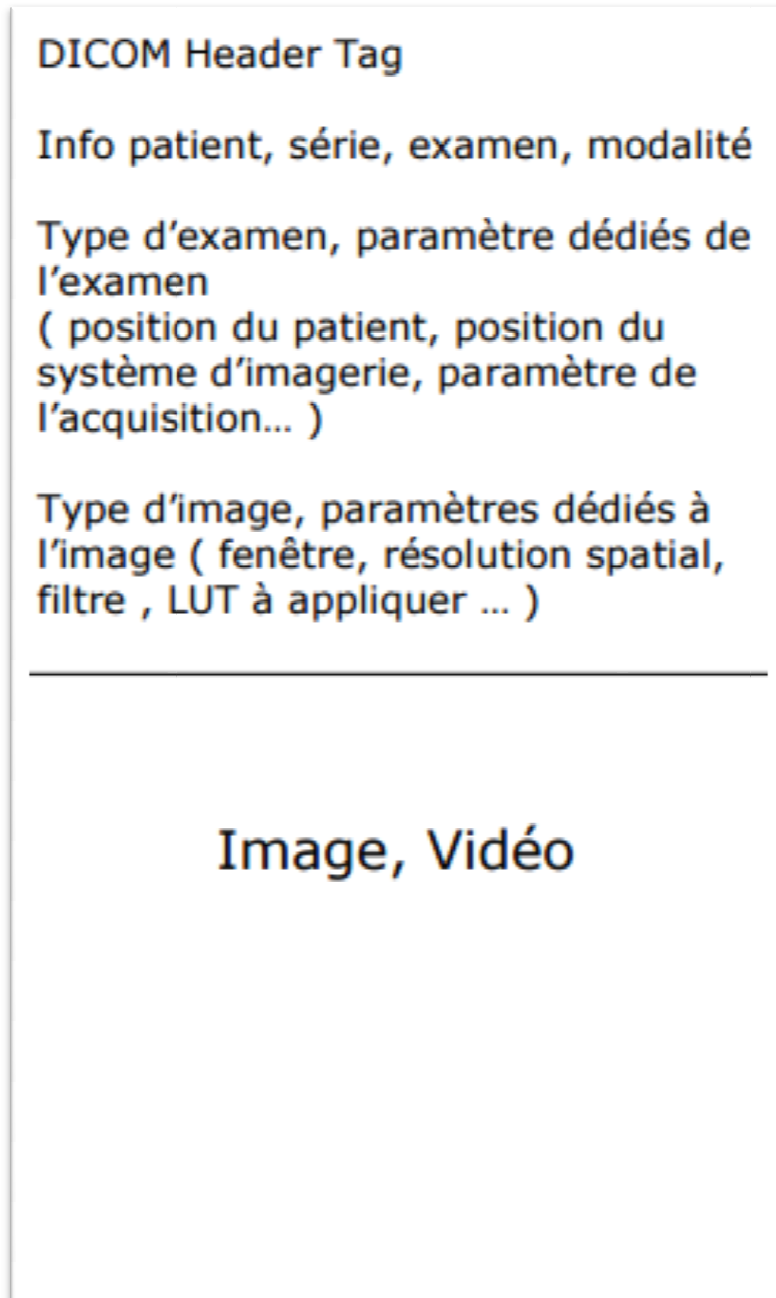 DICOM Header Tag
Info patient, série, examen, modalité
Type d'examen, paramètre dédiés de
l'examen
( position du patient, position du
système d'imagerie, paramètre de
l'acquisition... )
Type d'image, paramètres dédiés à
l'image ( fenêtre, résolution spatial,
filtre , LUT à appliquer ... )
Image, Vidéo